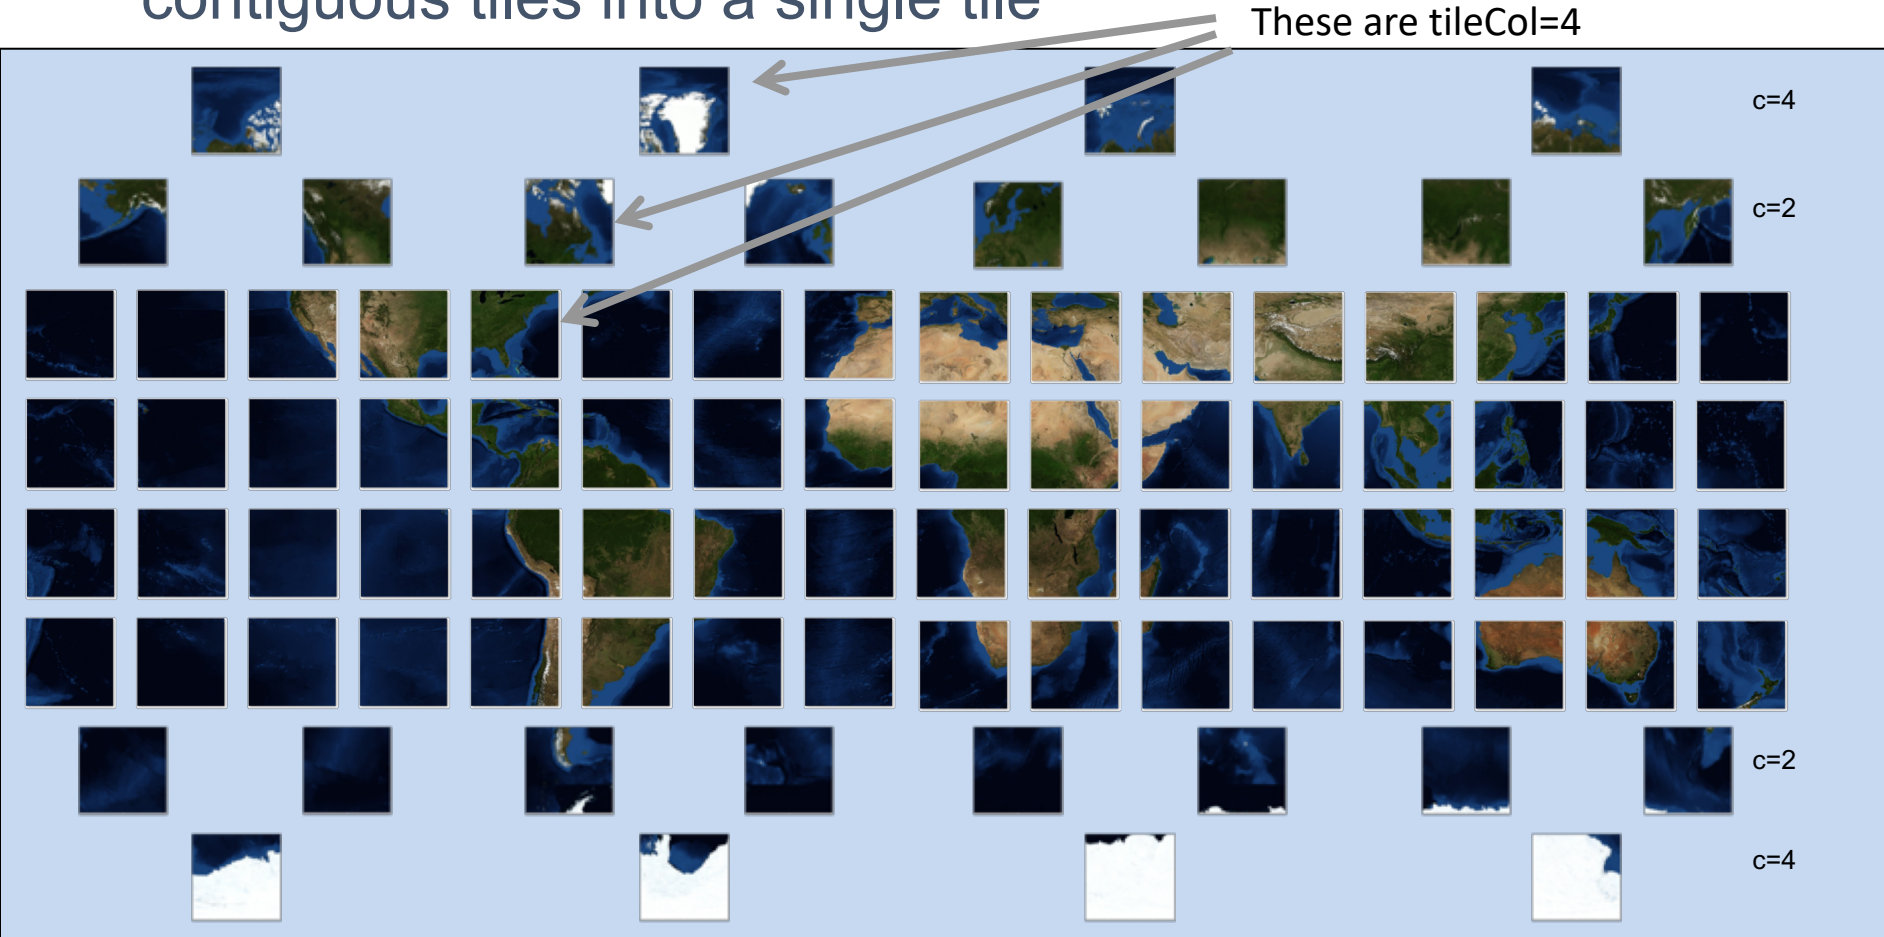 contiguous tiles into a single tile
These are tileCol=4
c=4
c=2
c=2
c=4